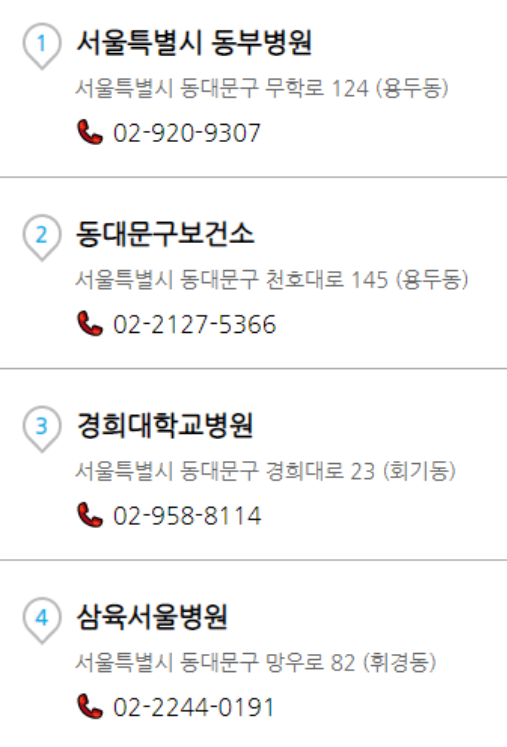 1 서울특별시 동부병원
서울특별시 동대문구 무학로 124 (용두동)
02-920-9307
2 동대문구보건소
서울특별시 동대문구 천호대로 145 (용두동)
02-2127-5366
3 경희대학교병원
서울특별시 동대문구 경희대로 23 (회기동)
02-958-8114
4 삼육서울병원
서울특별시 동대문구 망우로 82 (휘경동)
02-2244-0191